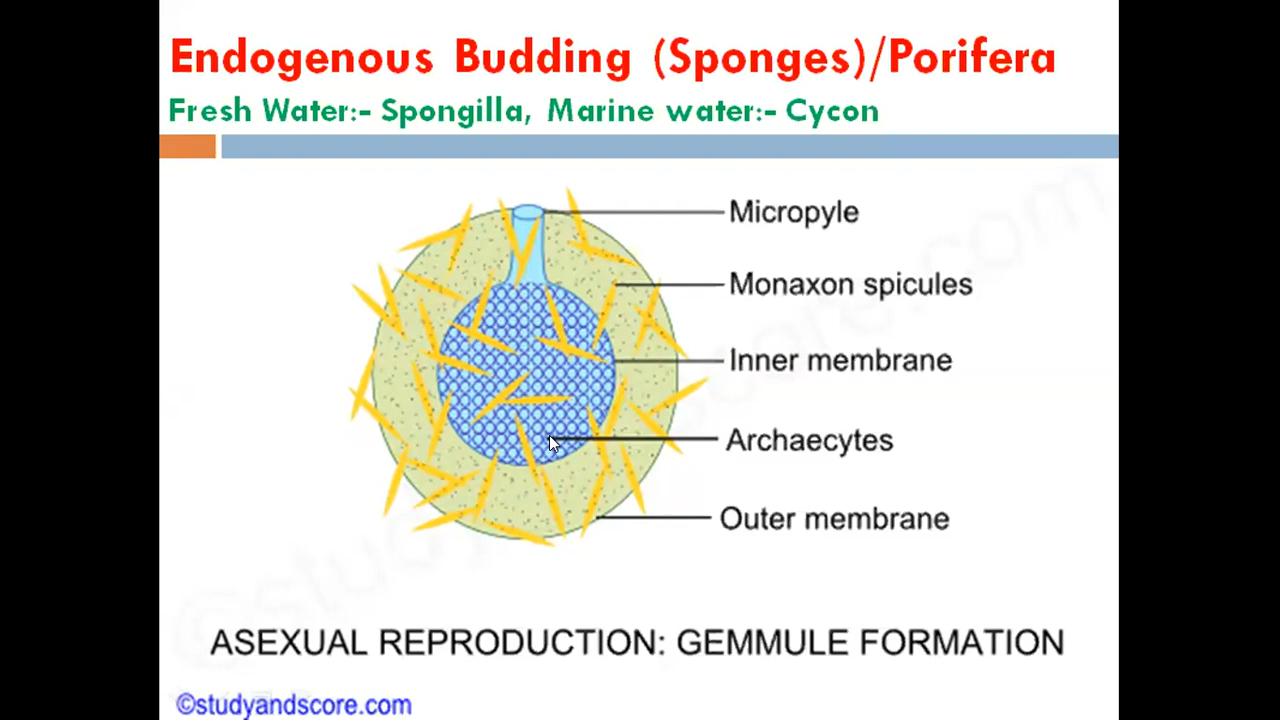 Endogenous Budding (Sponges)/Porifera
Fresh Water:- Spongilla, Marine water:- Cycon
Micropyle
Monaxon spicules
Inner membrane
Archaecytes
Outer membrane
ASEXUAL REPRODUCTION: GEMMULE FORMATION
©studyandscore.com